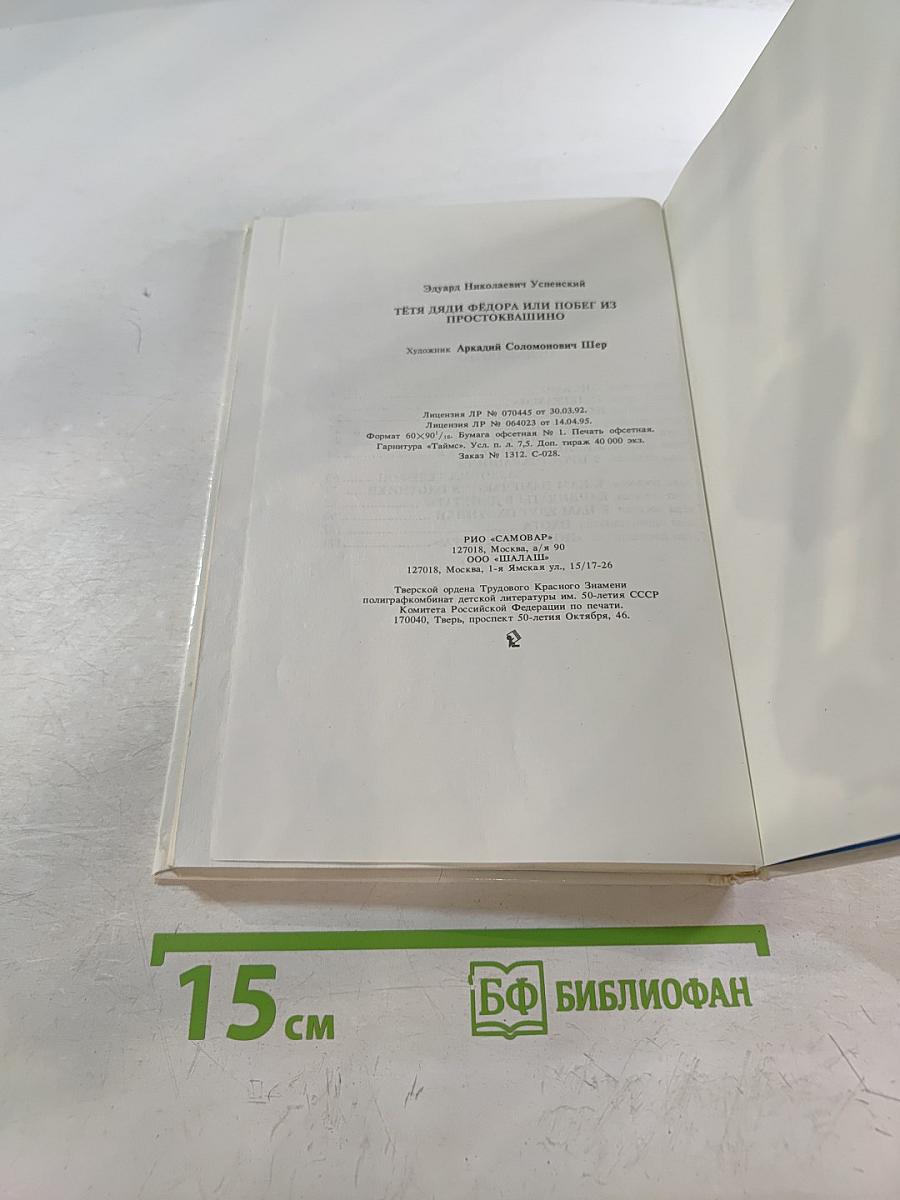 Эдуард Николаевич Успенский
ТЁТЯ ДЯДИ ФЁДОРА ИЛИ ПОБЕГ ИЗ
ПРОСТОКВАШИНО
Художник Аркадий Соломонович Шер
Лицензия ЛР № 070445 от 30.03.92.
Лицензия ЛР № 064023 от 14.04.95.
Формат 60×90¹/₁₆. Бумага офсетная № 1. Печать офсетная.
Гарнитура «Таймс». Усл. п. л. 7,5. Доп. тираж 40 000 экз.
Заказ № 1312. С-028.
РИО «САМОВАР»
127018, Москва, а/я 90
ООО «ШАЛАШ»
127018, Москва, 1-я Ямская ул., 15/17-26
Тверской ордена Трудового Красного Знамени
полиграфкомбинат детской литературы им. 50-летия СССР
Комитета Российской Федерации по печати.
170040, Тверь, проспект 50-летия Октября, 46.
15 см
БФ БИБЛИОФАН